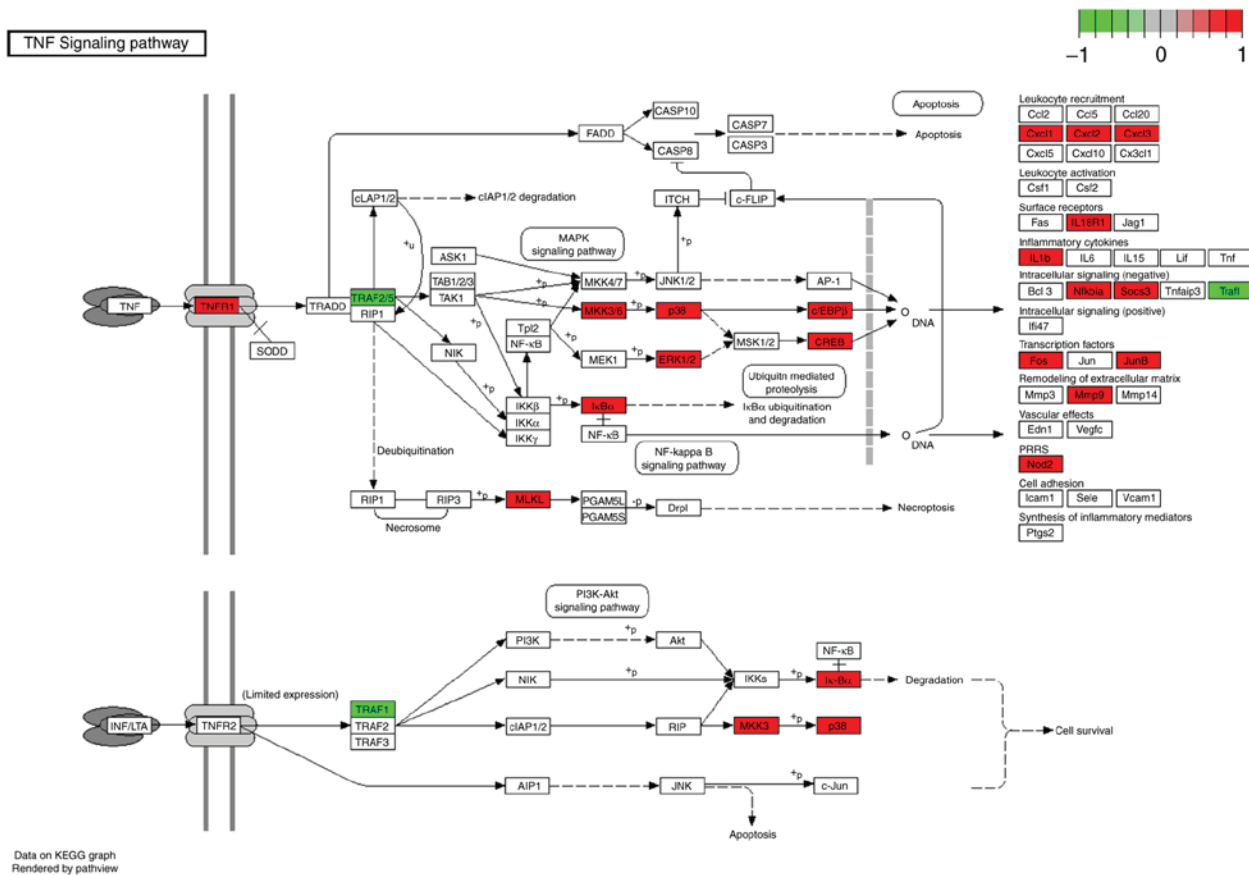 TNF Signaling pathway
−1 0 1
Apoptosis
CASP10
FADD
CASP7
CASP3
Apoptosis
CASP8
cLAP1/2
cIAP1/2 degradation
ITCH
c-FLIP
+u
+p
MAPK
signaling pathway
ASK1
TAB1/2/3
TAK1
MKK4/7
+p
JNK1/2
AP-1
+p
+p
TNF
TNFR1
TRADD
TRAF2/5
RIP1
SODD
+p
MKK3/6
+p
p38
c/EBPβ
DNA
Tpl2
NF-κB
+p
MEK1
ERK1/2
MSK1/2
+p
CREB
NIK
+p
+p
+p
Ubiquitn mediated
proteolysis
IKKβ
IKKα
IKKγ
+p
IκBα
IκBα ubiquitination
and degradation
NF-κB
DNA
NF-kappa B
signaling pathway
Deubiquitination
RIP1
RIP3
+p
MLKL
PGAM5L
PGAM5S
-p
Drpl
Necroptosis
Necrosome
Leukocyte recruitment
Ccl2 Ccl5 Ccl20
Cxcl1 Cxcl2 Cxcl3
Cxcl5 Cxcl10 Cx3cl1
Leukocyte activation
Csf1 Csf2
Surface receptors
Fas IL18R1 Jag1
Inflammatory cytokines
IL1b IL6 IL15 Lif Tnf
Intracellular signaling (negative)
Bcl 3 Nfkoia Socs3 Tnfaip3 Trafl
Intracellular signaling (positive)
Ifi47
Transcription factors
Fos Jun JunB
Remodeling of extracellular matrix
Mmp3 Mmp9 Mmp14
Vascular effects
Edn1 Vegfc
PRRS
Nod2
Cell adhesion
Icam1 Sele Vcam1
Synthesis of inflammatory mediators
Ptgs2
PI3K-Akt
signaling pathway
PI3K
+p
Akt
NF-κB
NIK
+p
IKKs
+p
Iκ-Bα
Degradation
(Limited expression)
INF/LTA
TNFR2
TRAF1
TRAF2
TRAF3
cIAP1/2
RIP
MKK3
+p
p38
Cell survival
AIP1
JNK
+p
c-Jun
Apoptosis
Data on KEGG graph
Rendered by pathview